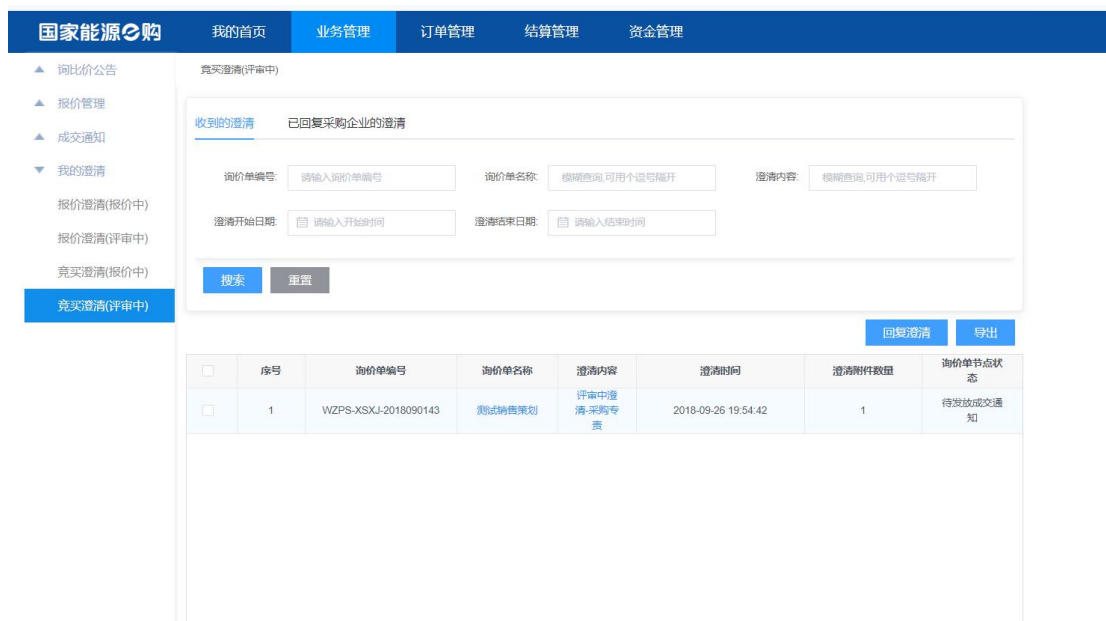 国家能源e购 我的首页 业务管理 订单管理 结算管理 资金管理
询比价公告
报价管理
成交通知
我的澄清
报价澄清(报价中)
报价澄清(评审中)
竞买澄清(报价中)
竞买澄清(评审中)
竞买澄清(评审中)
收到的澄清 已回复采购企业的澄清
询价单编号: 请输入询价单编号 询价单名称: 模糊查询,可用个逗号隔开 澄清内容: 模糊查询,可用个逗号隔开
澄清开始日期: 请输入开始时间 澄清结束日期: 请输入结束时间
搜索 重置
回复澄清 导出
序号 询价单编号 询价单名称 澄清内容 澄清时间 澄清附件数量 询价单节点状
态
1 WZPS-XSXJ-2018090143 测试销售策划 评审中澄
清-采购专
责 2018-09-26 19:54:42 1 待发放成交通
知